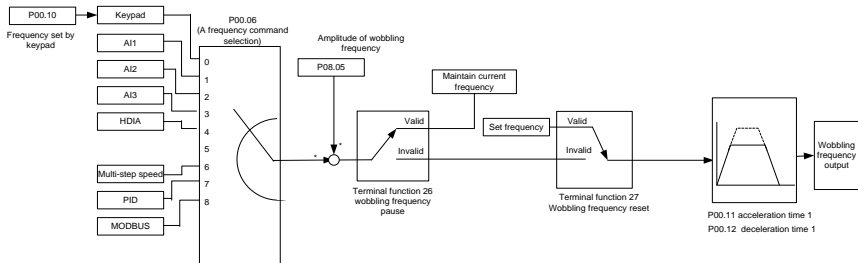 P00.10
Frequency set by
keypad
Keypad
AI1
AI2
AI3
HDIA
Multi-step speed
PID
MODBUS
P00.06
(A frequency command
selection)
0
1
2
3
4
5
6
7
8
Amplitude of wobbling
frequency
P08.05
*
*
Maintain current
frequency
Valid
Invalid
Terminal function 26
wobbling frequency
pause
Set frequency
Valid
Invalid
Terminal function 27
Wobbling frequency reset
P00.11 acceleration time 1
P00.12 deceleration time 1
Wobbling
frequency
output